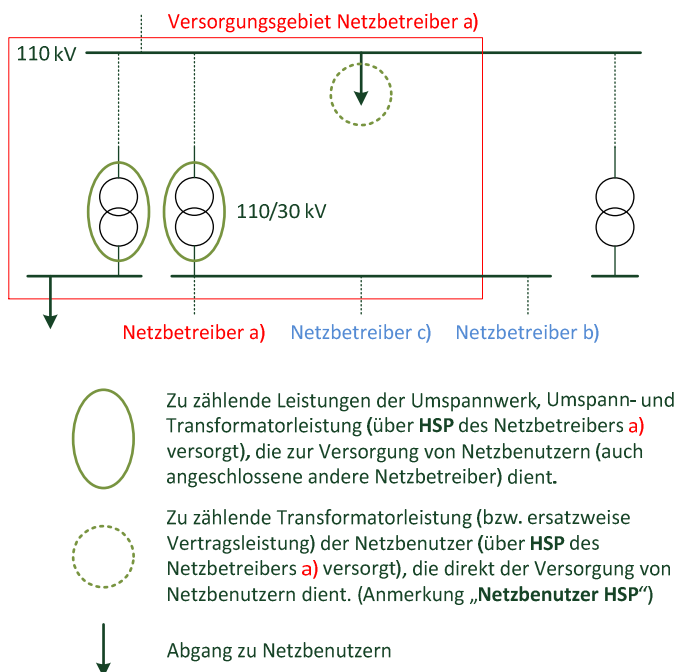 Versorgungsgebiet Netzbetreiber a)
110 kV
110/30 kV
Netzbetreiber a)
Netzbetreiber c)
Netzbetreiber b)
Zu zählende Leistungen der Umspannwerk, Umspann- und
Transformatorleistung (über HSP des Netzbetreibers a)
versorgt), die zur Versorgung von Netzbenutzern (auch
angeschlossene andere Netzbetreiber) dient.
Zu zählende Transformatorleistung (bzw. ersatzweise
Vertragsleistung) der Netzbenutzer (über HSP des
Netzbetreibers a) versorgt), die direkt der Versorgung von
Netzbenutzern dient. (Anmerkung „Netzbenutzer HSP“)
Abgang zu Netzbenutzern